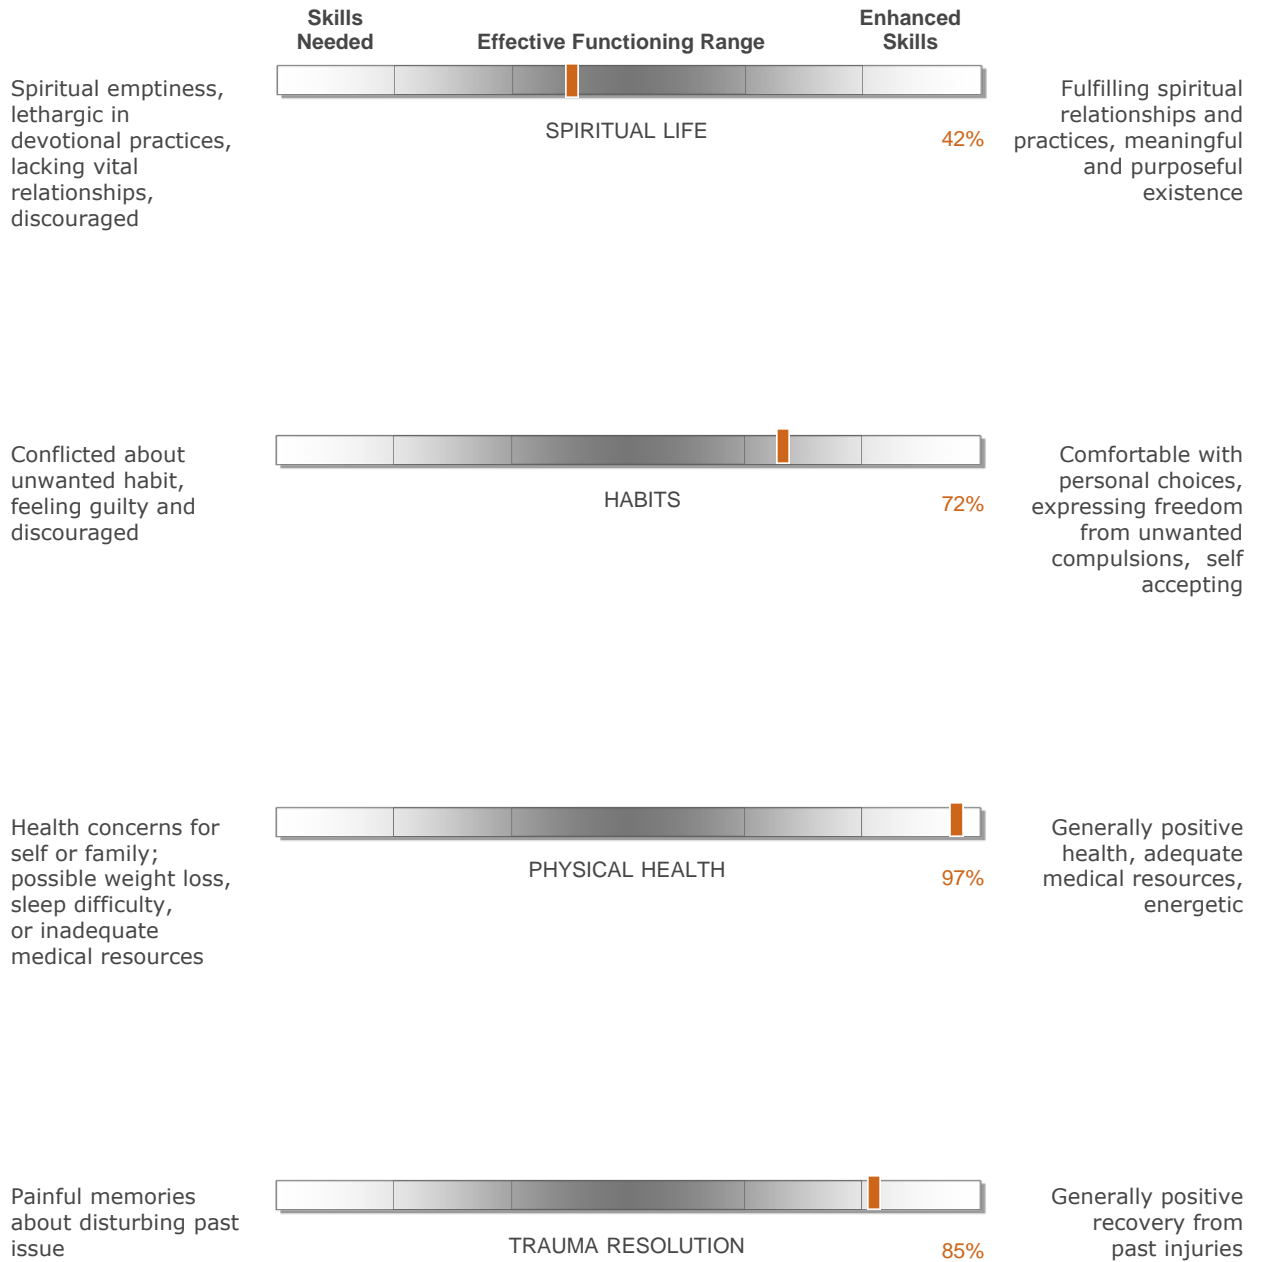 Skills
Needed
Effective Functioning Range
Enhanced
Skills
Spiritual emptiness,
lethargic in
devotional practices,
lacking vital
relationships,
discouraged
SPIRITUAL LIFE
42%
Fulfilling spiritual
relationships and
practices, meaningful
and purposeful
existence
Conflicted about
unwanted habit,
feeling guilty and
discouraged
HABITS
72%
Comfortable with
personal choices,
expressing freedom
from unwanted
compulsions, self
accepting
Health concerns for
self or family;
possible weight loss,
sleep difficulty,
or inadequate
medical resources
PHYSICAL HEALTH
97%
Generally positive
health, adequate
medical resources,
energetic
Painful memories
about disturbing past
issue
TRAUMA RESOLUTION
85%
Generally positive
recovery from
past injuries